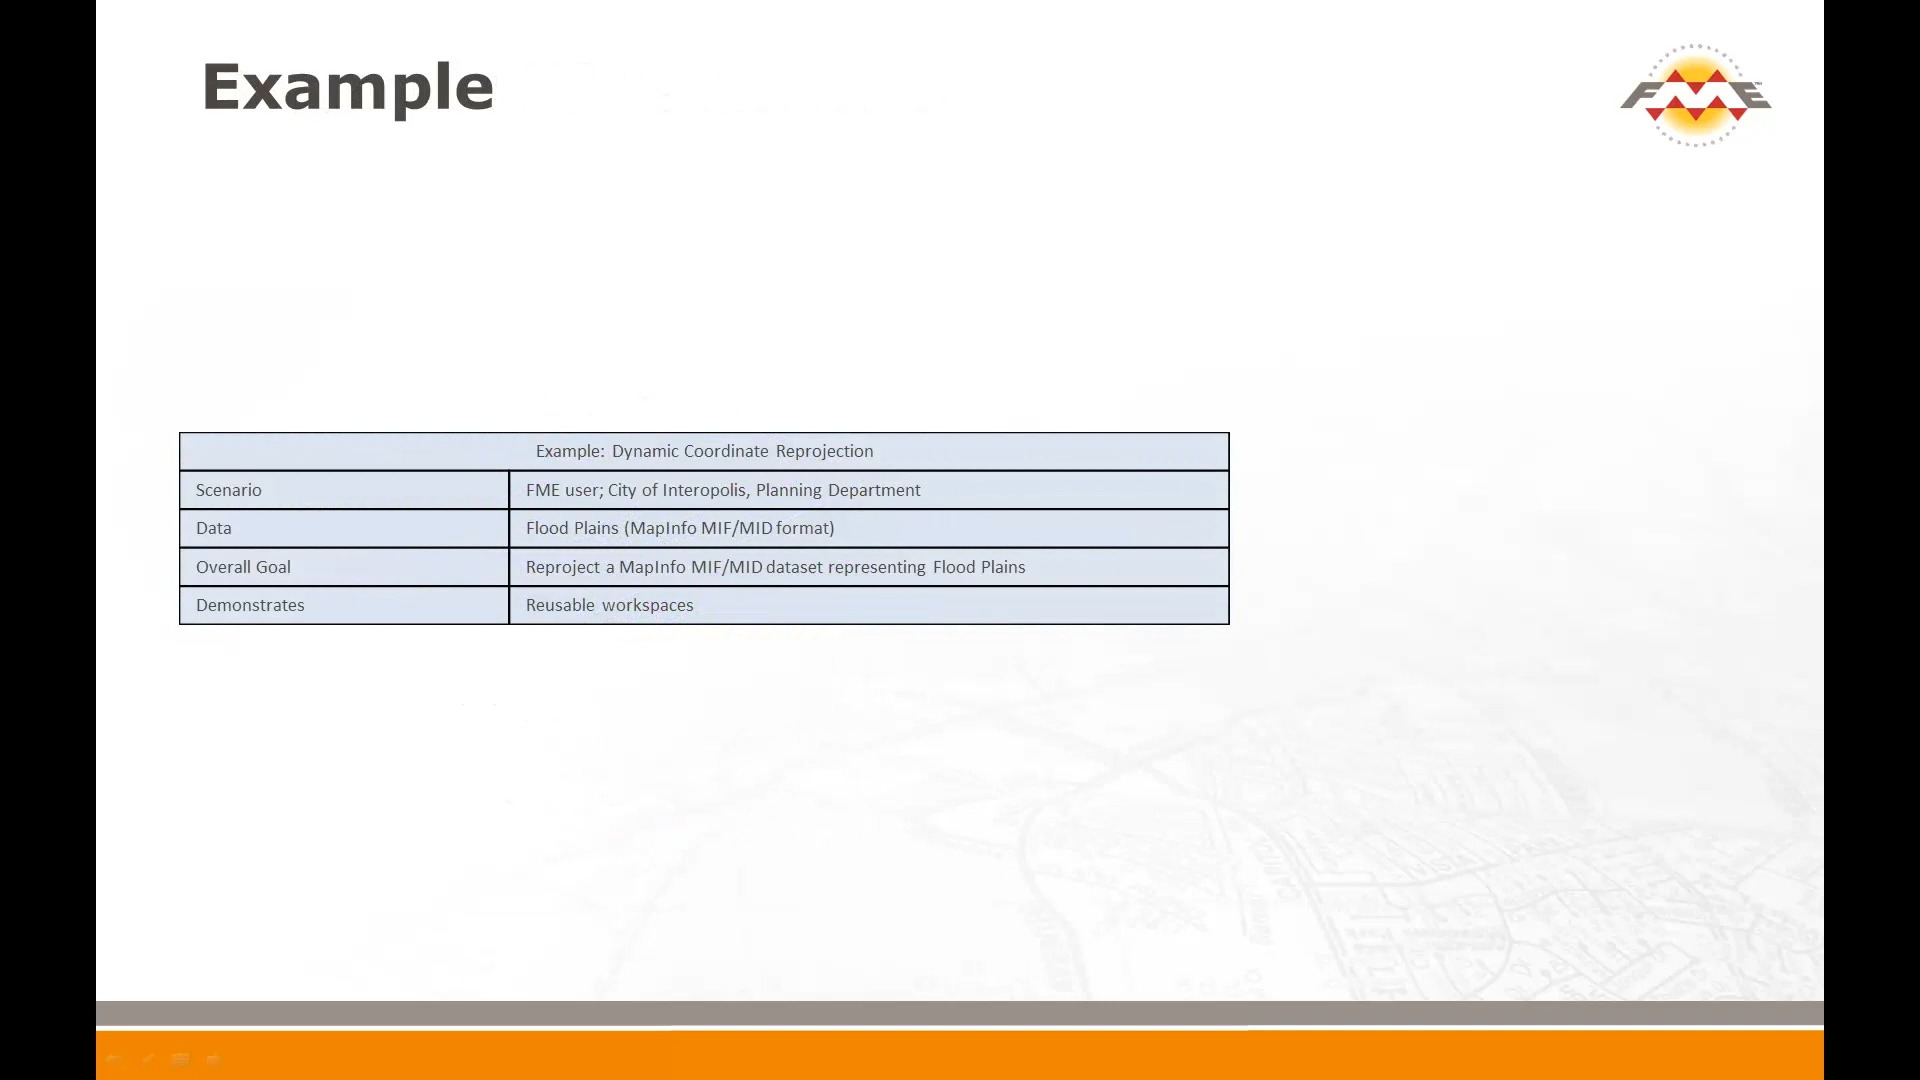 Example
FME
Example: Dynamic Coordinate Reprojection
Scenario
FME user; City of Interopolis, Planning Department
Data
Flood Plains (MapInfo MIF/MID format)
Overall Goal
Reproject a MapInfo MIF/MID dataset representing Flood Plains
Demonstrates
Reusable workspaces